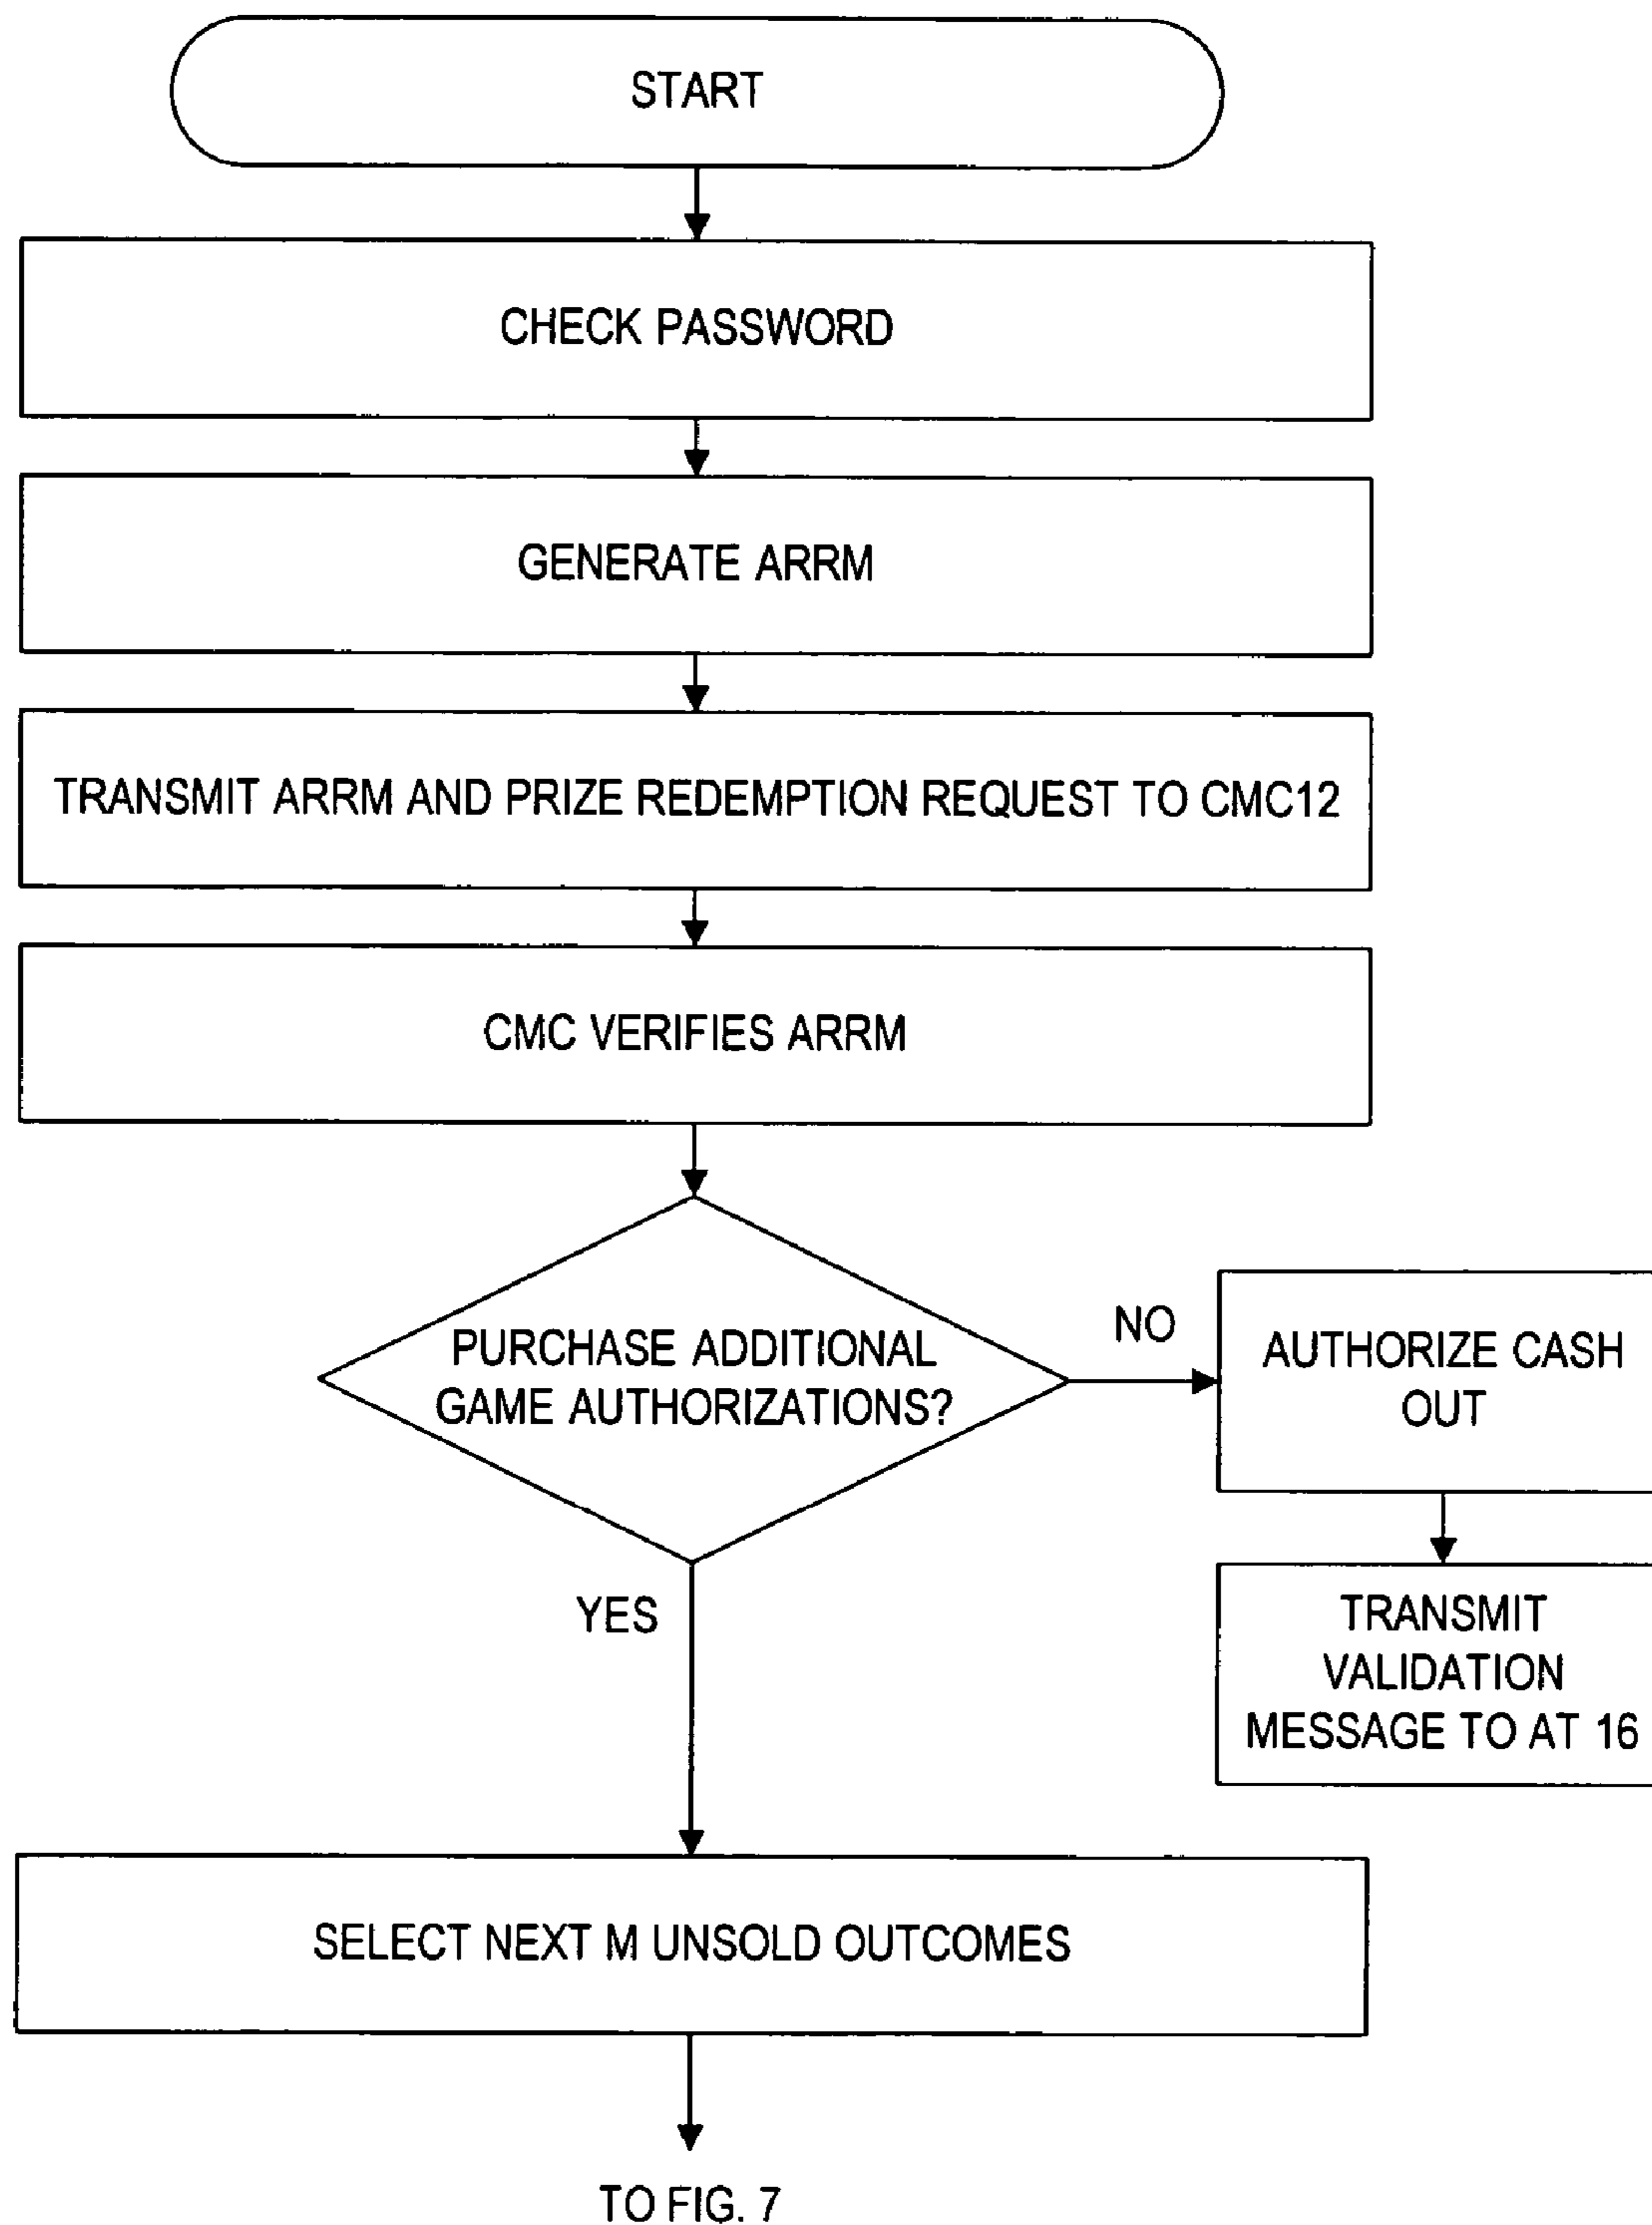 START
CHECK PASSWORD
GENERATE ARRM
TRANSMIT ARRM AND PRIZE REDEMPTION REQUEST TO CMC12
CMC VERIFIES ARRM
PURCHASE ADDITIONAL
GAME AUTHORIZATIONS?
NO
AUTHORIZE CASH
OUT
TRANSMIT
VALIDATION
MESSAGE TO AT 16
YES
SELECT NEXT M UNSOLD OUTCOMES
TO FIG. 7